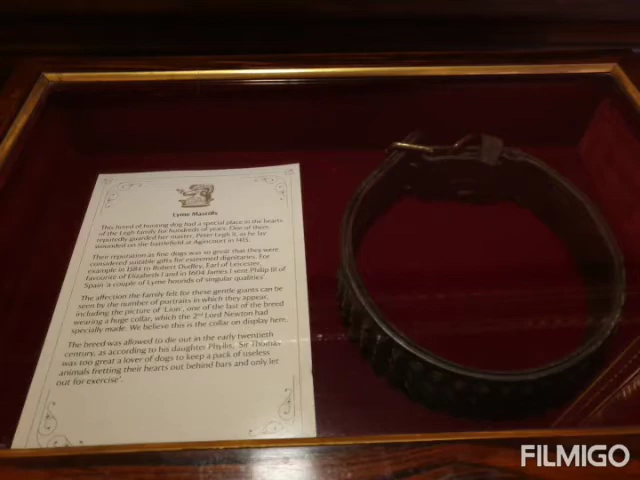 Lyme Mastiffs
This breed of hunting dog had a special place in the hearts
of the Legh family for hundreds of years. One of them
reputedly guarded her master, Peter Legh II, as he lay
wounded on the battlefield at Agincourt in 1415.
Their reputation as fine dogs was so great that they were
considered suitable gifts for esteemed dignitaries. For
example in 1584 to Robert Dudley, Earl of Leicester,
favourite of Elizabeth I and in 1604 James I sent Philip III of
Spain 'a couple of Lyme hounds of singular qualities'.
The affection the family felt for these gentle giants can be
seen by the number of portraits in which they appear,
including the picture of 'Lion', one of the last of the breed
wearing a huge collar, which the 2nd Lord Newton had
specially made. We believe this is the collar on display here.
The breed was allowed to die out in the early twentieth
century, as according to his daughter Phyllis, 'Sir Thomas
was too great a lover of dogs to keep a pack of useless
animals fretting their hearts out behind bars and only let
out for exercise'.
FILMIGO